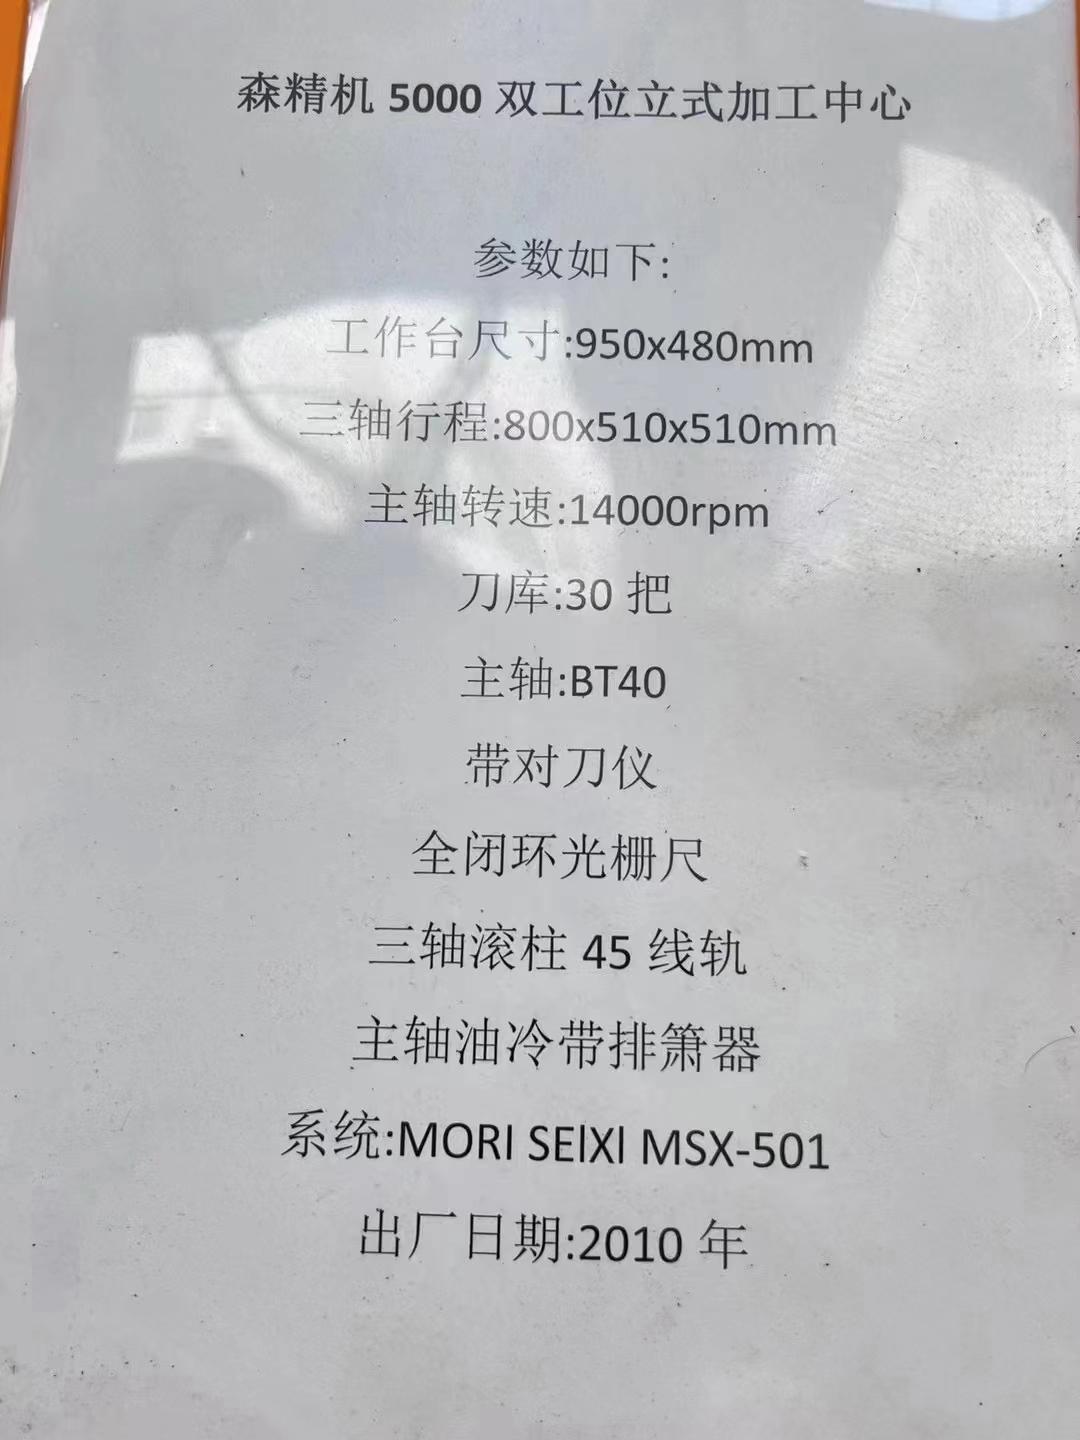 森精机 5000 双工位立式加工中心
参数如下:
工作台尺寸:950x480mm
三轴行程:800x510x510mm
主轴转速:14000rpm
刀库:30 把
主轴:BT40
带对刀仪
全闭环光栅尺
三轴滚柱 45 线轨
主轴油冷带排箫器
系统:MORI SEIXI MSX-501
出厂日期:2010 年